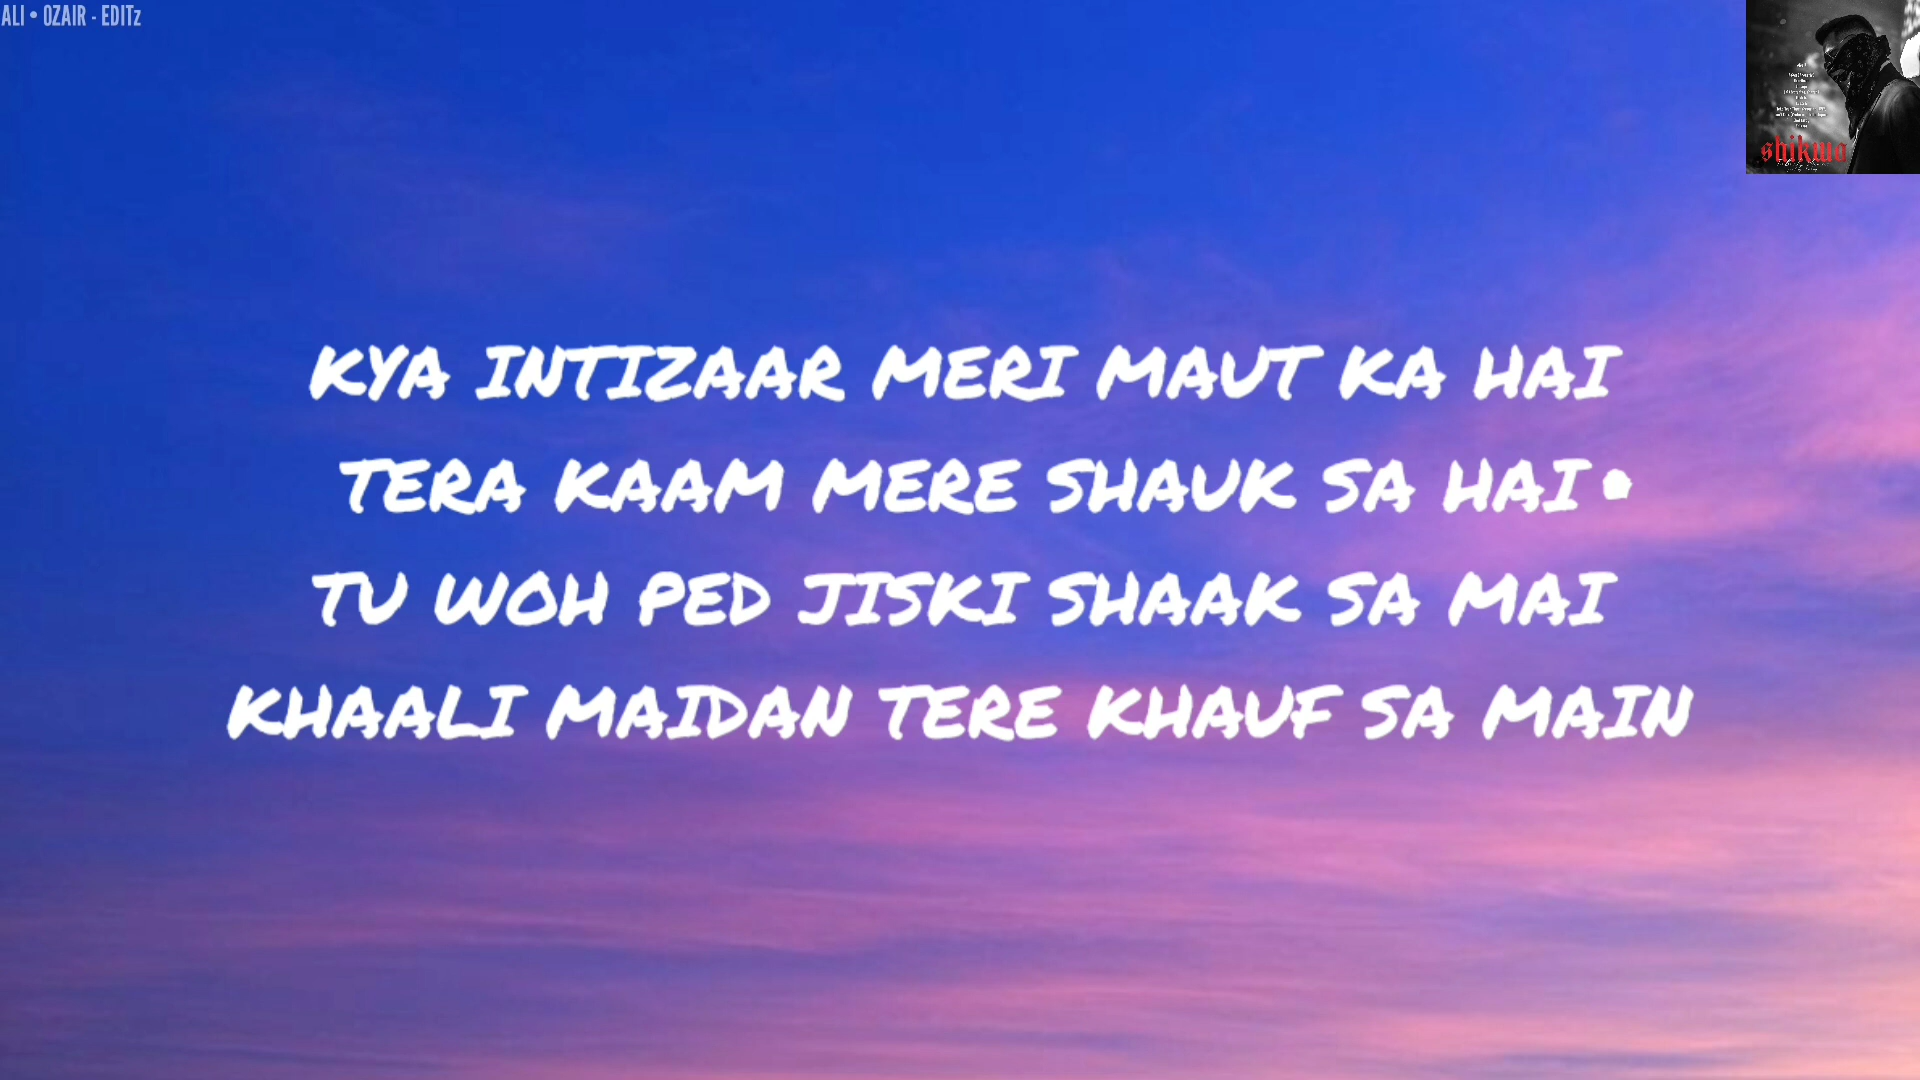 ALI • OZAIR - EDITz
shikwa
KYA INTIZAAR MERI MAUT KA HAI
TERA KAAM MERE SHAUK SA HAI•
TU WOH PED JISKI SHAAK SA MAI
KHAALI MAIDAN TERE KHAUF SA MAIN